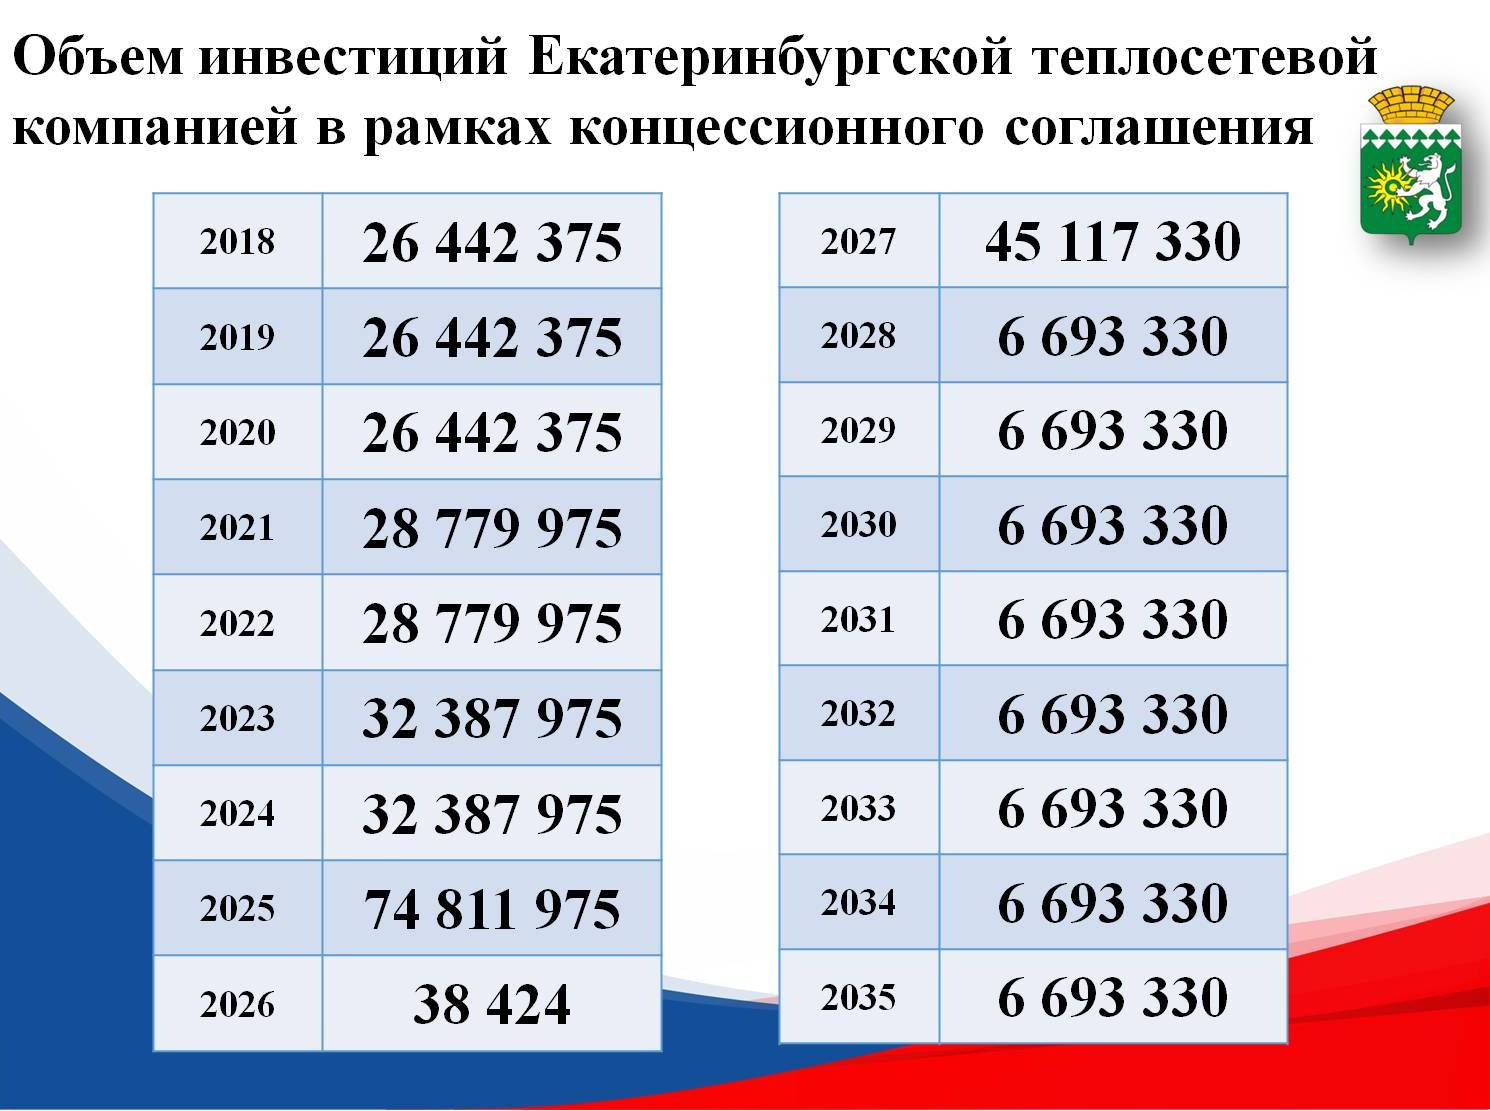 Объем инвестиций Екатеринбургской теплосетевой
компанией в рамках концессионного соглашения
2018 26 442 375
2019 26 442 375
2020 26 442 375
2021 28 779 975
2022 28 779 975
2023 32 387 975
2024 32 387 975
2025 74 811 975
2026 38 424
2027 45 117 330
2028 6 693 330
2029 6 693 330
2030 6 693 330
2031 6 693 330
2032 6 693 330
2033 6 693 330
2034 6 693 330
2035 6 693 330